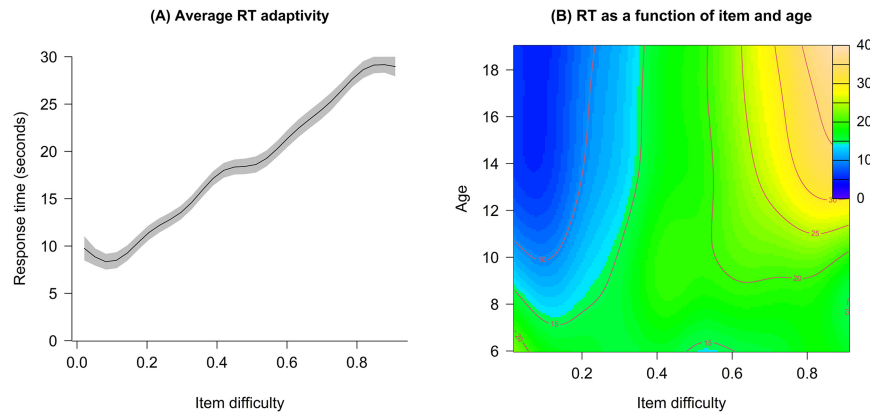 (A) Average RT adaptivity
30
25
20
15
10
5
0
0.0 0.2 0.4 0.6 0.8
Response time (seconds)
Item difficulty
(B) RT as a function of item and age
18
16
14
12
10
8
6
0.2 0.4 0.6 0.8
Age
Item difficulty
40
30
20
10
0
30
25
20
15